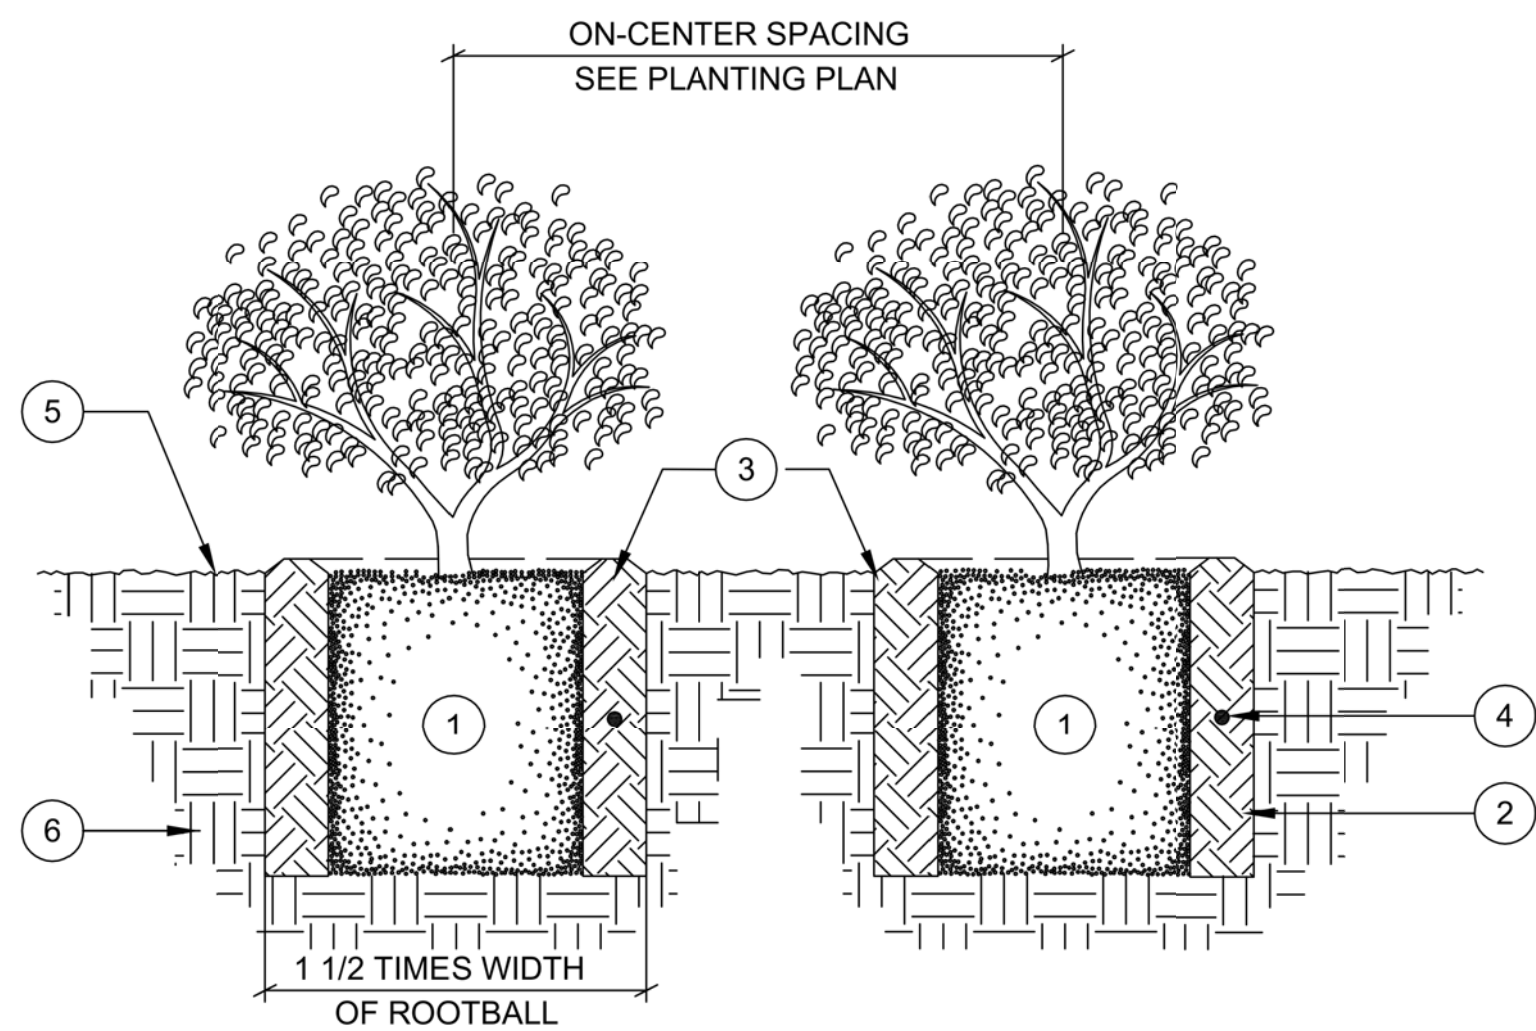 ON-CENTER SPACING
SEE PLANTING PLAN
5
3
1
1
4
6
2
1 1/2 TIMES WIDTH
OF ROOTBALL